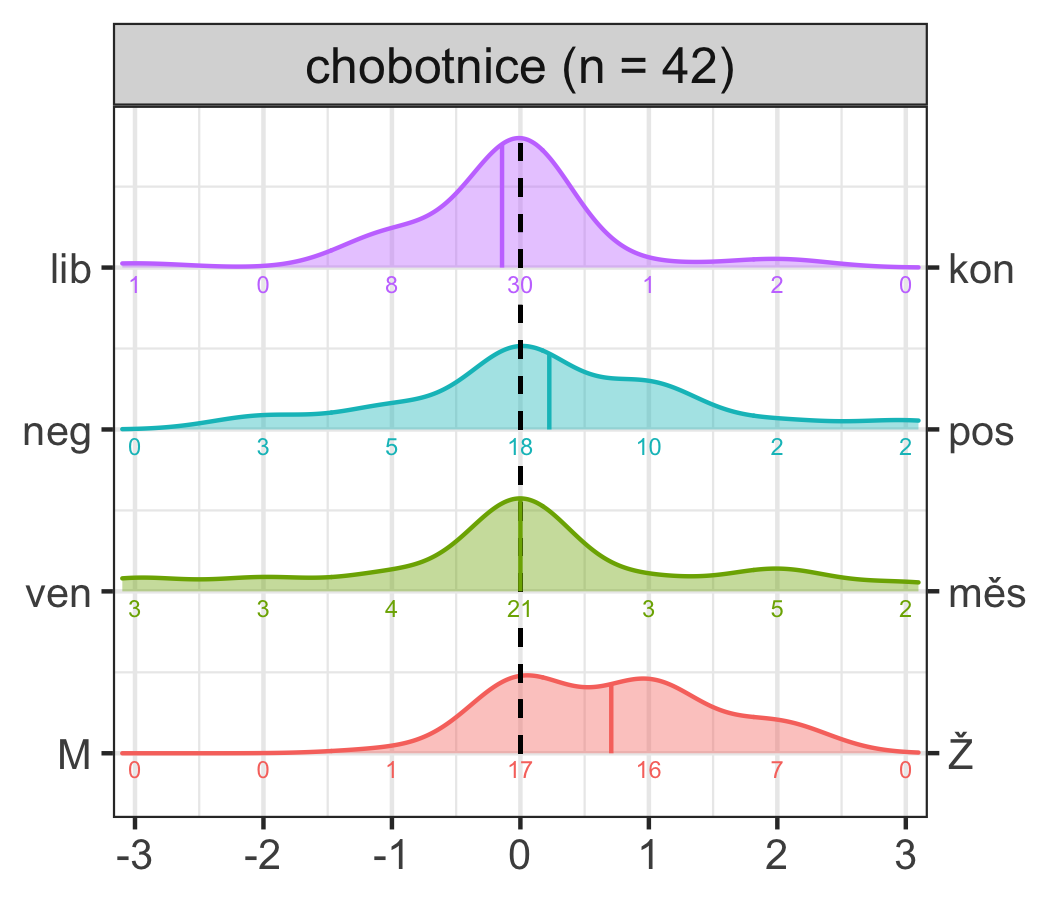 chobotnice (n = 42)
lib kon
1 0 8 30 1 2 0
neg pos
0 3 5 18 10 2 2
ven měs
3 3 4 21 3 5 2
M Ž
0 0 1 17 16 7 0
-3 -2 -1 0 1 2 3